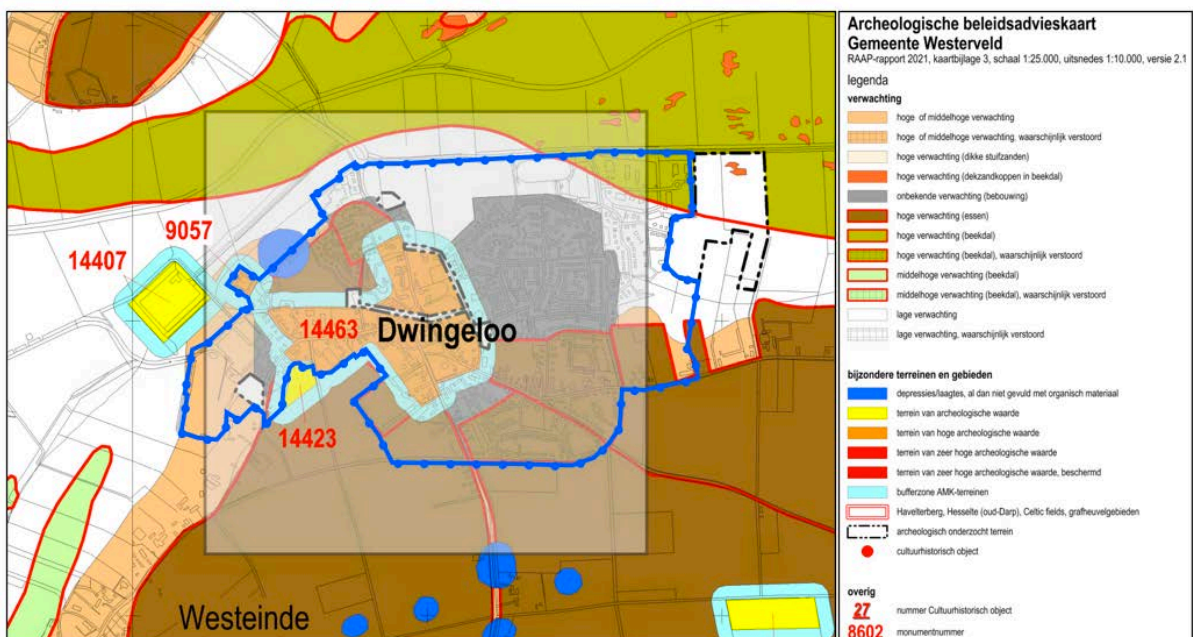 9057
14407
14463
Dwingeloo
14423
Westeinde
Archeologische beleidsadvieskaart
Gemeente Westerveld
RAAP-rapport 2021, kaartbijlage 3, schaal 1:25.000, uitsnedes 1:10.000, versie 2.1
legenda
verwachting
hoge of middelhoge verwachting
hoge of middelhoge verwachting, waarschijnlijk verstoord
hoge verwachting (dikke stuifzanden)
hoge verwachting (dekzandkoppen in beekdal)
onbekende verwachting (bebouwing)
hoge verwachting (essen)
hoge verwachting (beekdal)
hoge verwachting (beekdal), waarschijnlijk verstoord
middelhoge verwachting (beekdal)
middelhoge verwachting (beekdal), waarschijnlijk verstoord
lage verwachting
lage verwachting, waarschijnlijk verstoord
bijzondere terreinen en gebieden
depressies/laagtes, al dan niet gevuld met organisch materiaal
terrein van archeologische waarde
terrein van hoge archeologische waarde
terrein van zeer hoge archeologische waarde
terrein van zeer hoge archeologische waarde, beschermd
bufferzone AMK-terreinen
Havelterberg, Hesselte (oud-Darp), Celtic fields, grafheuvelgebieden
archeologisch onderzocht terrein
cultuurhistorisch object
overig
27 nummer Cultuurhistorisch object
8602 monumentnummer